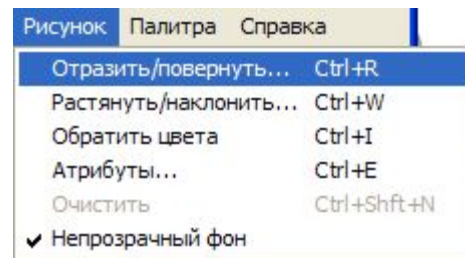 Рисунок Палитра Справка
Отразить/повернуть... Ctrl+R
Растянуть/наклонить... Ctrl+W
Обратить цвета Ctrl+I
Атрибуты... Ctrl+E
Очистить Ctrl+Shft+N
Непрозрачный фон